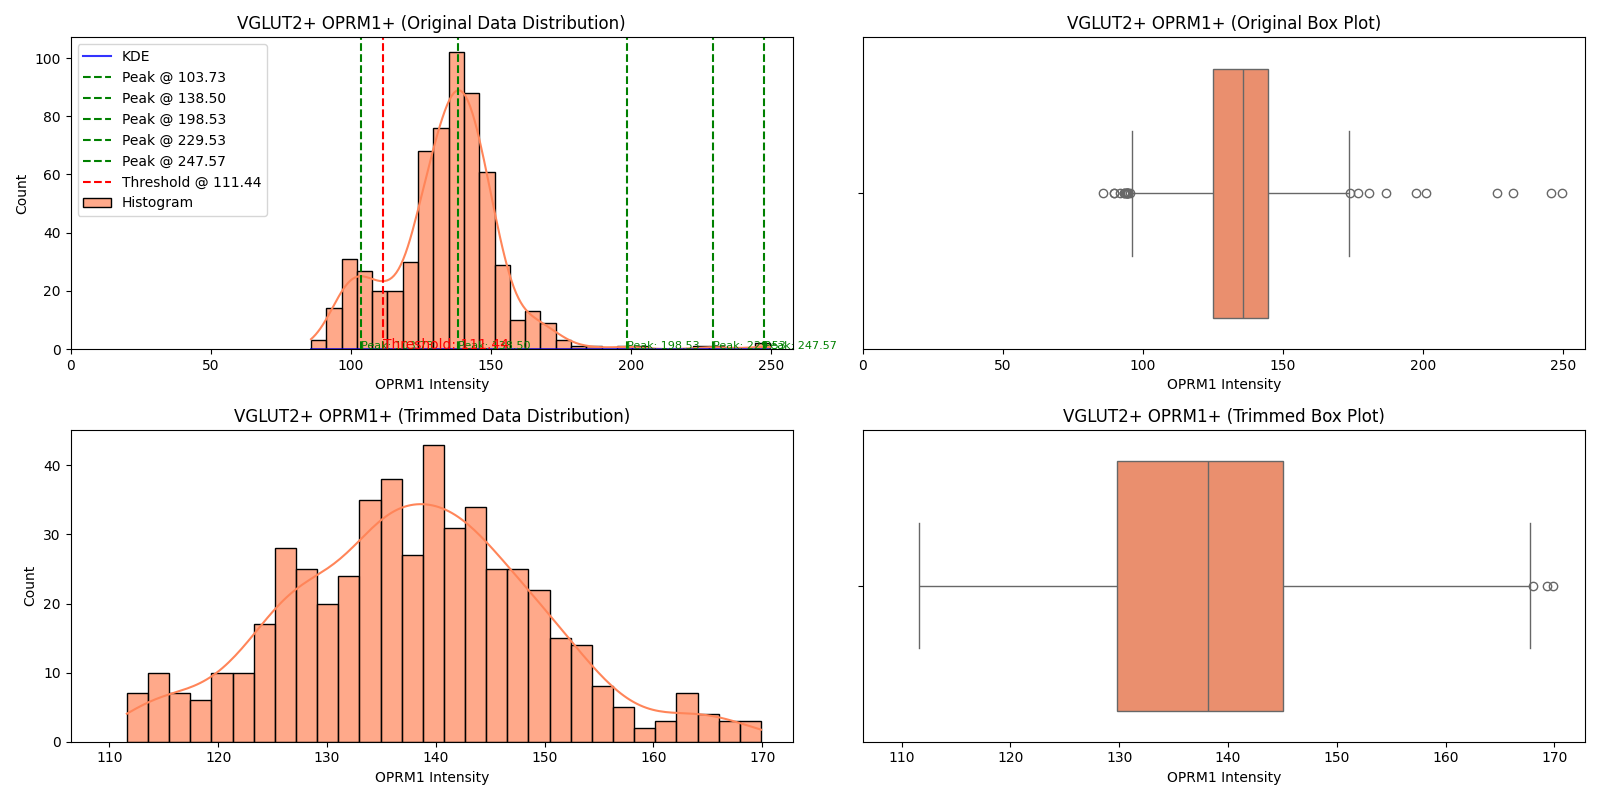 VGLUT2+ OPRM1+ (Original Data Distribution)
Count
100
80
60
40
20
0
KDE
Peak @ 103.73
Peak @ 138.50
Peak @ 198.53
Peak @ 229.53
Peak @ 247.57
Threshold @ 111.44
Histogram
Threshold: 111.44
Peak: 198.53
Peak: 247.57
0 50 100 150 200 250
OPRM1 Intensity
VGLUT2+ OPRM1+ (Original Box Plot)
0 50 100 150 200 250
OPRM1 Intensity
VGLUT2+ OPRM1+ (Trimmed Data Distribution)
Count
40
30
20
10
0
110 120 130 140 150 160 170
OPRM1 Intensity
VGLUT2+ OPRM1+ (Trimmed Box Plot)
110 120 130 140 150 160 170
OPRM1 Intensity